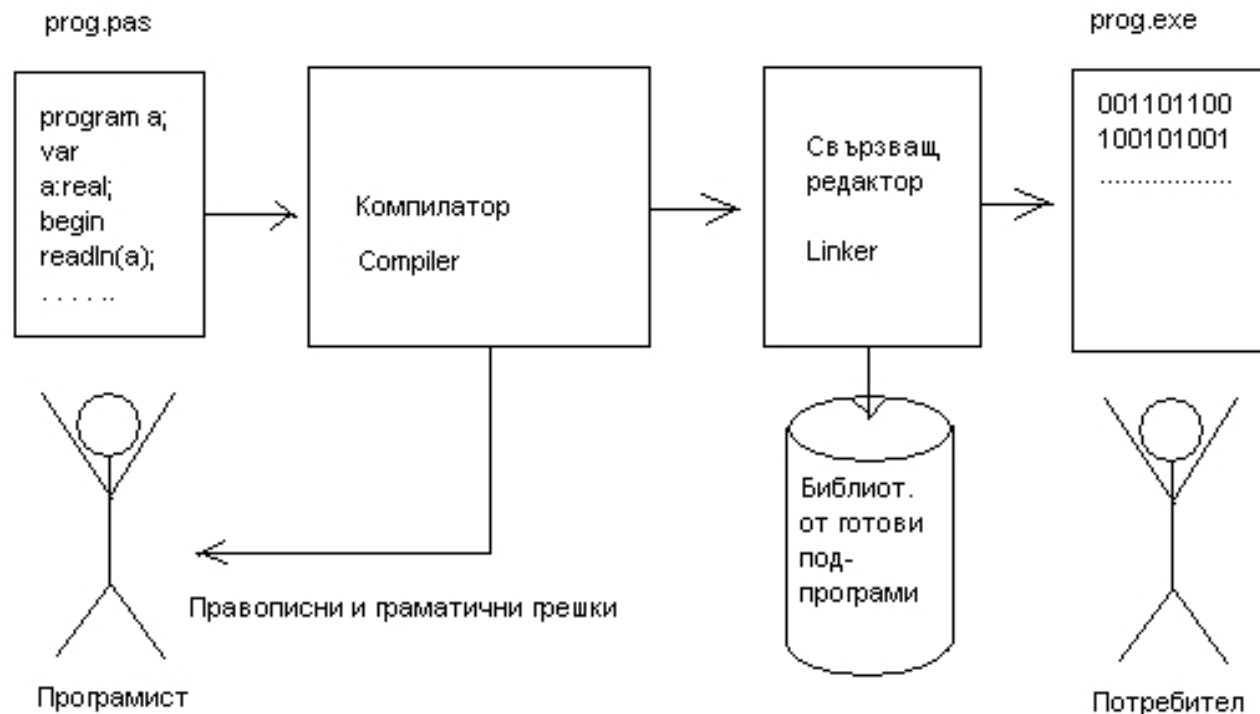 prog.pas
prog.exe
program a;
var
a:real;
begin
readln(a);
. . . . . ..
Компилатор
Compiler
Свързващ
редактор
Linker
001101100
100101001
..................
Библиот.
от готови
под-
програми
Правописни и граматични грешки
Програмист
Потребител